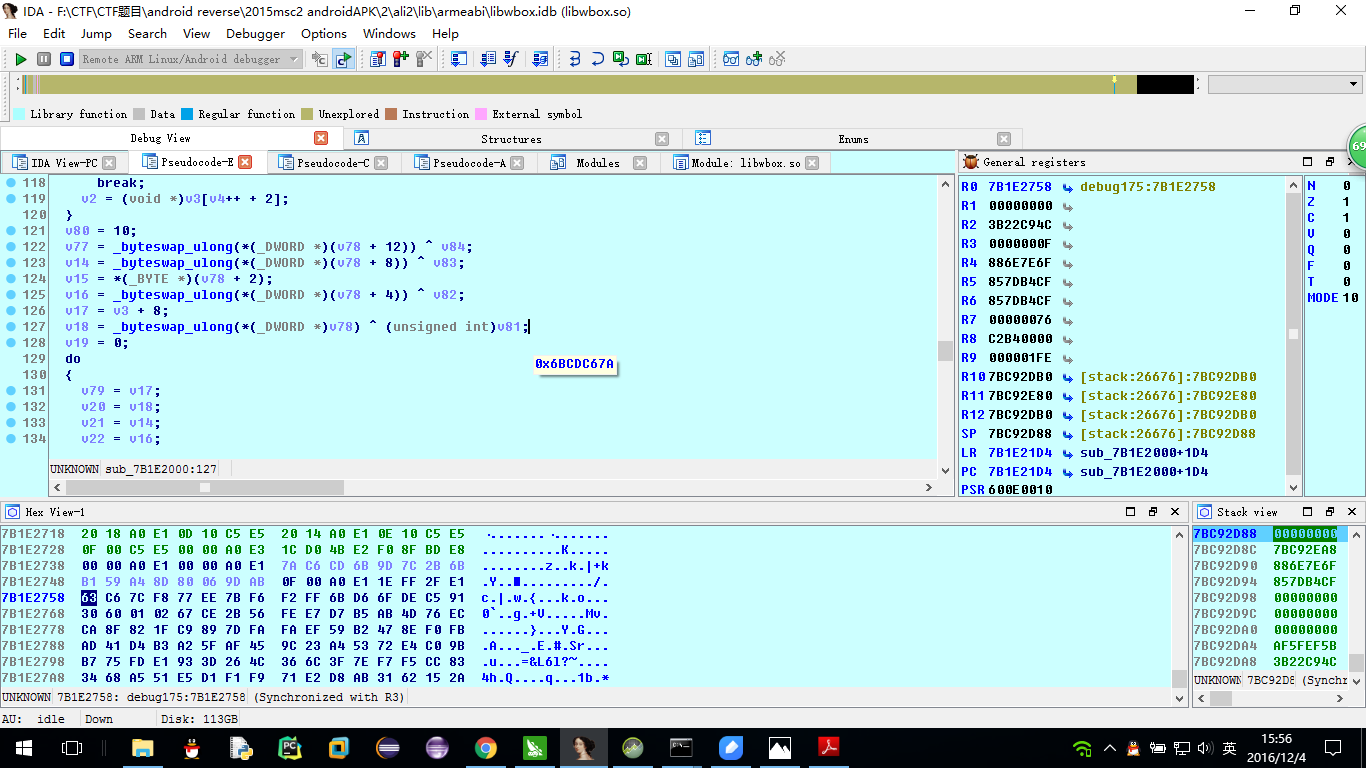 IDA - F:\CTF\CTF题目\android reverse\2015msc2 androidAPK\2\ali2\lib\armeabi\libwbox.idb (libwbox.so)
File Edit Jump Search View Debugger Options Windows Help
Remote ARM Linux/Android debugger
Library function Data Regular function Unexplored Instruction External symbol
Debug View Structures Enums
IDA View-PC Pseudocode-E Pseudocode-C Pseudocode-A Modules Module: libwbox.so
118 break;
119 v2 = (void *)v3[v4++ + 2];
120 }
121 v80 = 10;
122 v77 = _byteswap_ulong(*(_DWORD *)(v78 + 12)) ^ v84;
123 v14 = _byteswap_ulong(*(_DWORD *)(v78 + 8)) ^ v83;
124 v15 = *(_BYTE *)(v78 + 2);
125 v16 = _byteswap_ulong(*(_DWORD *)(v78 + 4)) ^ v82;
126 v17 = v3 + 8;
127 v18 = _byteswap_ulong(*(_DWORD *)v78) ^ (unsigned int)v81;
128 v19 = 0;
129 do
130 {
131 v79 = v17;
132 v20 = v18;
133 v21 = v14;
134 v22 = v16;
0x6BCDC67A
UNKNOWN sub_7B1E2000:127
General registers
R0 7B1E2758 debug175:7B1E2758
R1 00000000
R2 3B22C94C
R3 0000000F
R4 886E7E6F
R5 857DB4CF
R6 857DB4CF
R7 00000076
R8 C2B40000
R9 000001FE
R10 7BC92DB0 [stack:26676]:7BC92DB0
R11 7BC92E80 [stack:26676]:7BC92E80
R12 7BC92DB0 [stack:26676]:7BC92DB0
SP 7BC92D88 [stack:26676]:7BC92D88
LR 7B1E21D4 sub_7B1E2000+1D4
PC 7B1E21D4 sub_7B1E2000+1D4
PSR 600E0010
N 0
Z 1
C 1
V 0
Q 0
F 0
T 0
MODE 10
Hex View-1
7B1E2718 20 18 A0 E1 0D 10 C5 E5 20 14 A0 E1 0E 10 C5 E5 ........ .......
7B1E2728 0F 00 C5 E5 00 00 A0 E3 1C D0 4B E2 F0 8F BD E8 ..........K.....
7B1E2738 00 00 A0 E1 00 00 A0 E1 7A C6 CD 6B 9D 7C 2B 6B ........z..k.|+k
7B1E2748 B1 59 A4 8D 80 06 9D AB 0F 00 A0 E1 1E FF 2F E1 .Y..■........./.
7B1E2758 63 C6 7C F8 77 EE 7B F6 F2 FF 6B D6 6F DE C5 91 c.|.w.{...k.o...
7B1E2768 30 60 01 02 67 CE 2B 56 FE E7 D7 B5 AB 4D 76 EC 0`..g.+V.....Mv.
7B1E2778 CA 8F 82 1F C9 89 7D FA FA EF 59 B2 47 8E F0 FB ......}...Y.G...
7B1E2788 AD 41 D4 B3 A2 5F AF 45 9C 23 A4 53 72 E4 C0 9B .A..._.E.#.Sr...
7B1E2798 B7 75 FD E1 93 3D 26 4C 36 6C 3F 7E F7 F5 CC 83 .u...=&L6l?~....
7B1E27A8 34 68 A5 51 E5 D1 F1 F9 71 E2 D8 AB 31 62 15 2A 4h.Q....q...1b.*
UNKNOWN 7B1E2758: debug175:7B1E2758 (Synchronized with R3)
Stack view
7BC92D88 00000000
7BC92D8C 7BC92EA8
7BC92D90 886E7E6F
7BC92D94 857DB4CF
7BC92D98 00000000
7BC92D9C 00000000
7BC92DA0 00000000
7BC92DA4 AF5FEF5B
7BC92DA8 3B22C94C
UNKNOWN 7BC92D8 (Synchr
AU: idle Down Disk: 113GB
69
英
15:56
2016/12/4